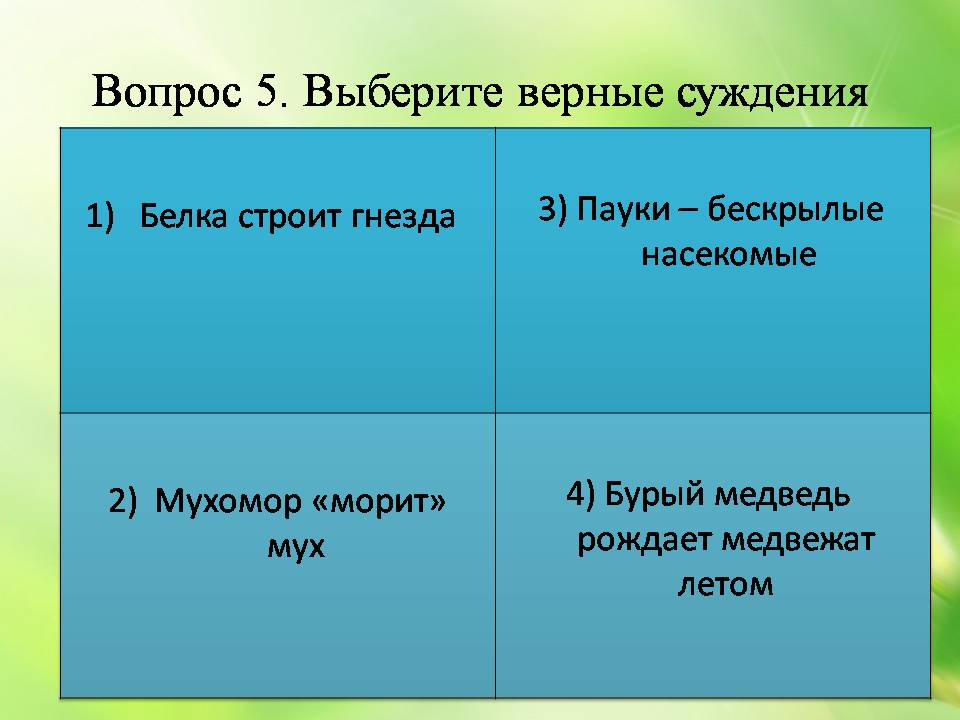 Вопрос 5. Выберите верные суждения
1) Белка строит гнезда
3) Пауки – бескрылые
насекомые
2) Мухомор «морит»
мух
4) Бурый медведь
рождает медвежат
летом